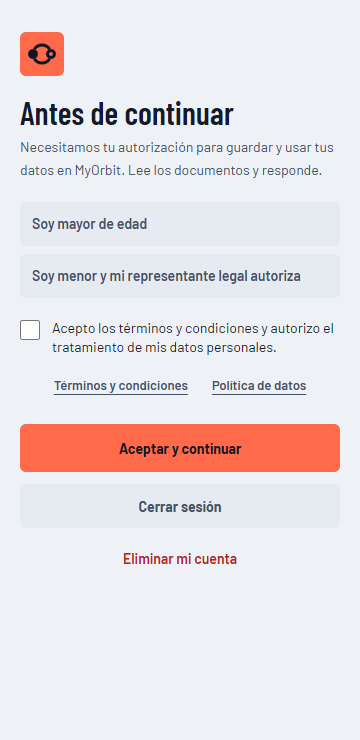 Antes de continuar
Necesitamos tu autorización para guardar y usar tus
datos en MyOrbit. Lee los documentos y responde.
Soy mayor de edad
Soy menor y mi representante legal autoriza
Acepto los términos y condiciones y autorizo el
tratamiento de mis datos personales.
Términos y condiciones Política de datos
Aceptar y continuar
Cerrar sesión
Eliminar mi cuenta